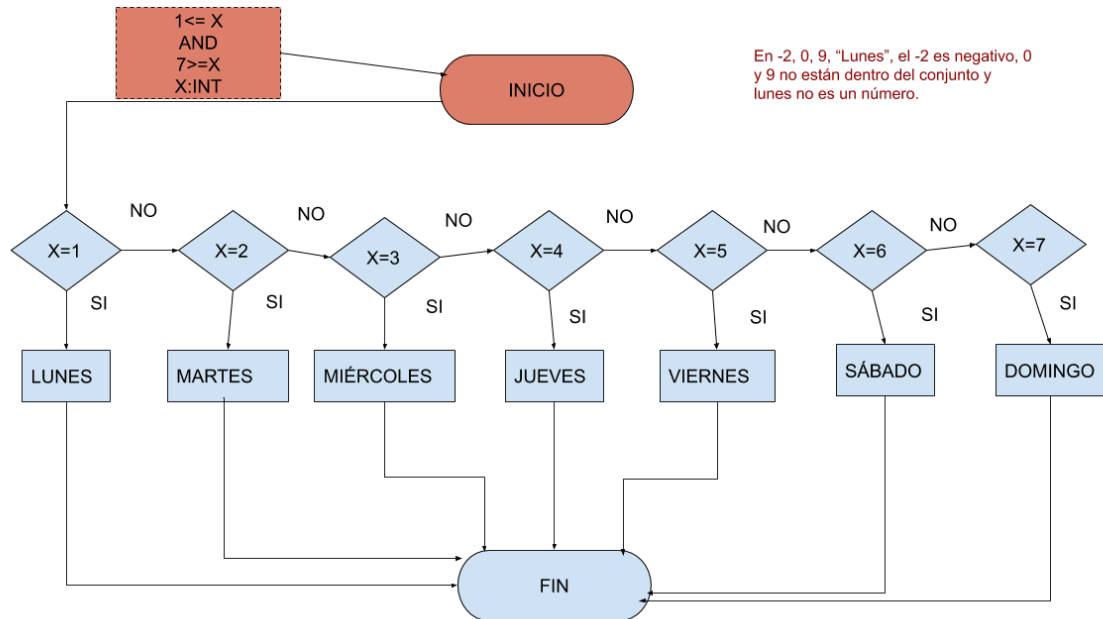 1<= X
AND
7>=X
X:INT
INICIO
En -2, 0, 9, “Lunes”, el -2 es negativo, 0
y 9 no están dentro del conjunto y
lunes no es un número.
NO
NO
NO
NO
NO
NO
X=1
X=2
X=3
X=4
X=5
X=6
X=7
SI
SI
SI
SI
SI
SI
SI
LUNES
MARTES
MIÉRCOLES
JUEVES
VIERNES
SÁBADO
DOMINGO
FIN